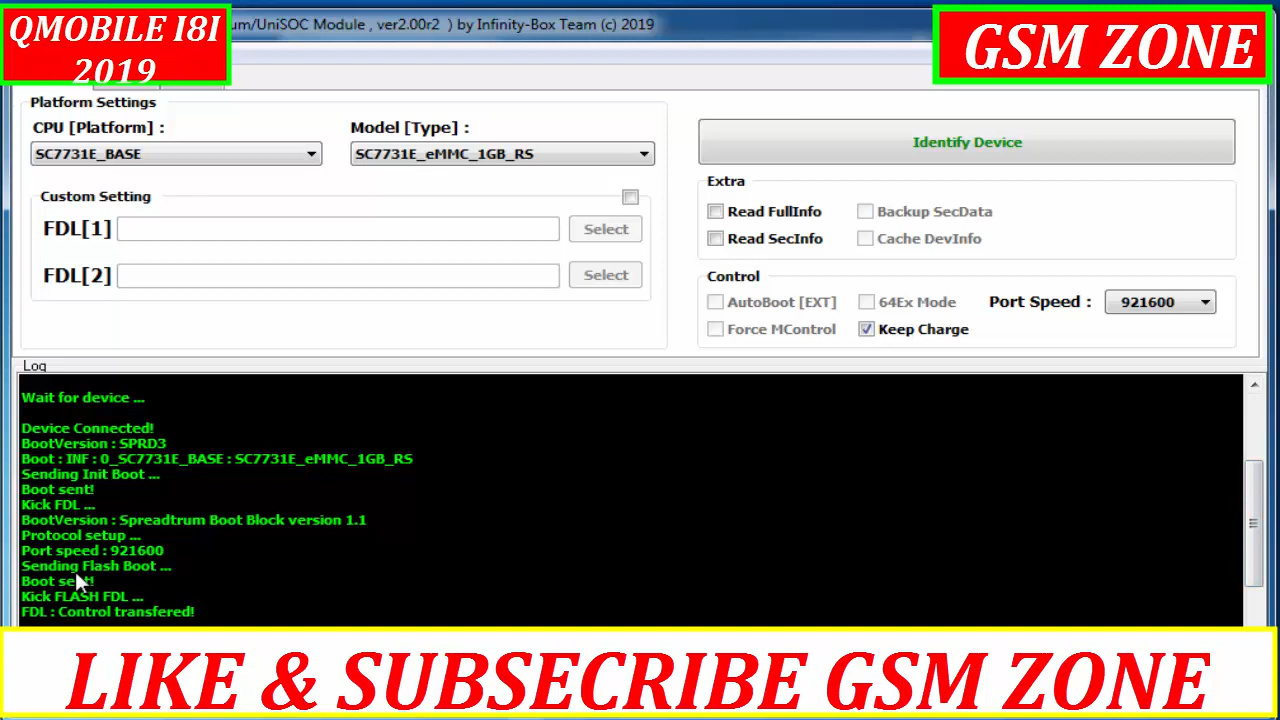 QMOBILE I8I
2019
um/UniSOC Module , ver2.00r2 ) by Infinity-Box Team (c) 2019
GSM ZONE
Platform Settings
CPU [Platform] :
Model [Type] :
SC7731E_BASE
SC7731E_eMMC_1GB_RS
Identify Device
Custom Setting
FDL[1]
Select
FDL[2]
Select
Extra
Read FullInfo
Backup SecData
Read SecInfo
Cache DevInfo
Control
AutoBoot [EXT]
64Ex Mode
Port Speed :
921600
Force MControl
Keep Charge
Log
Wait for device ...
Device Connected!
BootVersion : SPRD3
Boot : INF : 0_SC7731E_BASE : SC7731E_eMMC_1GB_RS
Sending Init Boot ...
Boot sent!
Kick FDL ...
BootVersion : Spreadtrum Boot Block version 1.1
Protocol setup ...
Port speed : 921600
Sending Flash Boot ...
Boot sent!
Kick FLASH FDL ...
FDL : Control transfered!
LIKE & SUBSECRIBE GSM ZONE